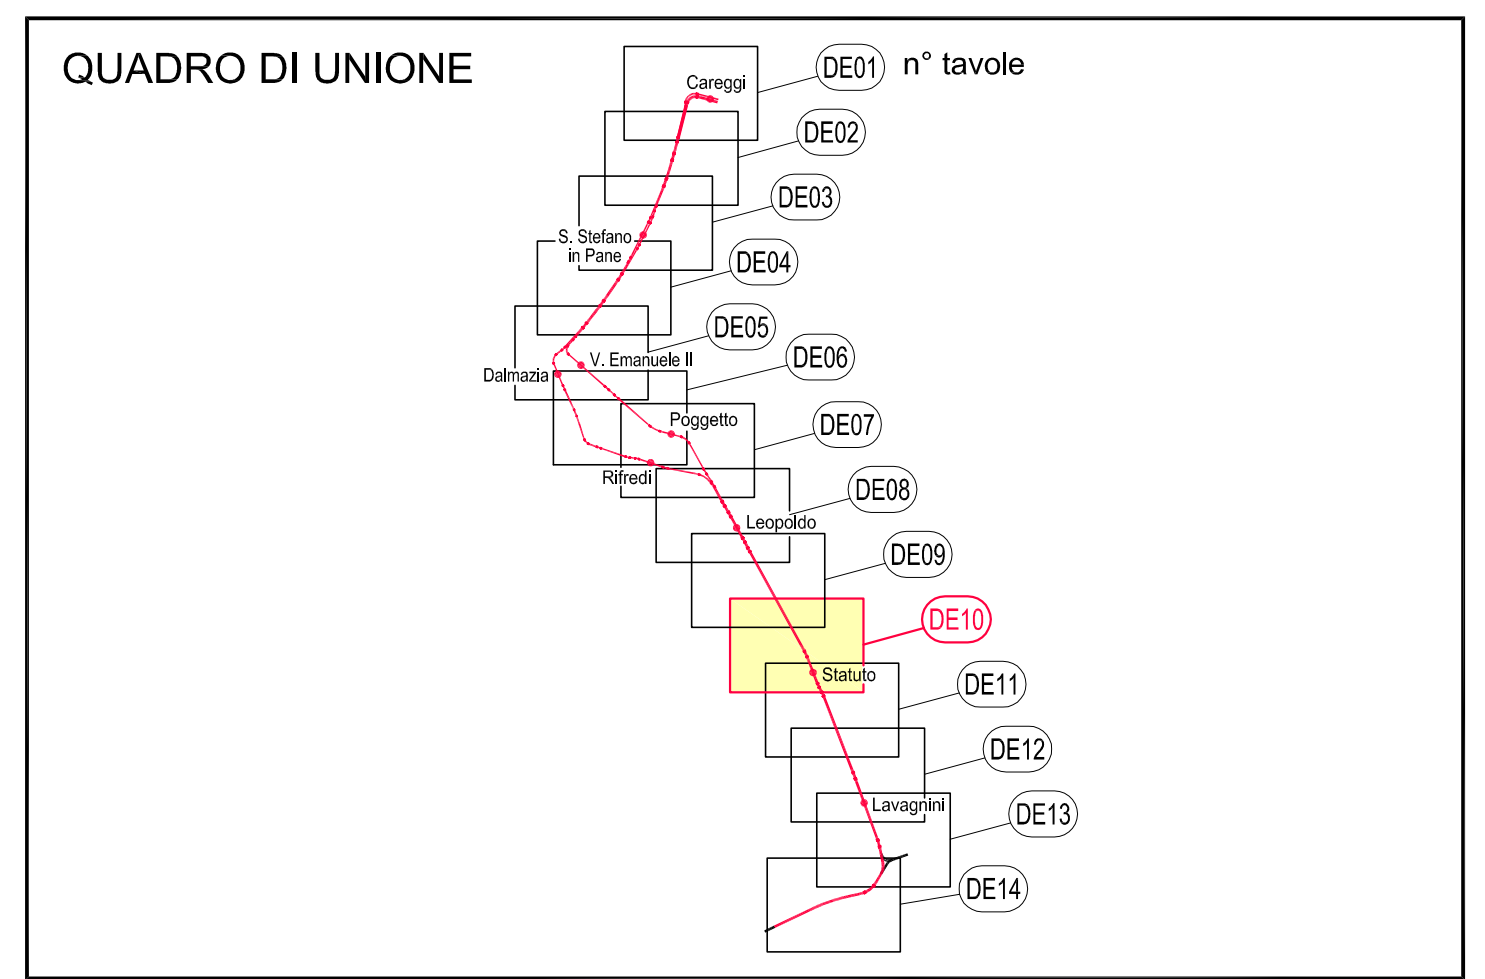 QUADRO DI UNIONE
DE01 n° tavole
Careggi
DE02
DE03
S. Stefano
in Pane
DE04
DE05
V. Emanuele II
DE06
Dalmazia
Poggetto
DE07
Rifredi
DE08
Leopoldo
DE09
DE10
Statuto
DE11
DE12
Lavagnini
DE13
DE14